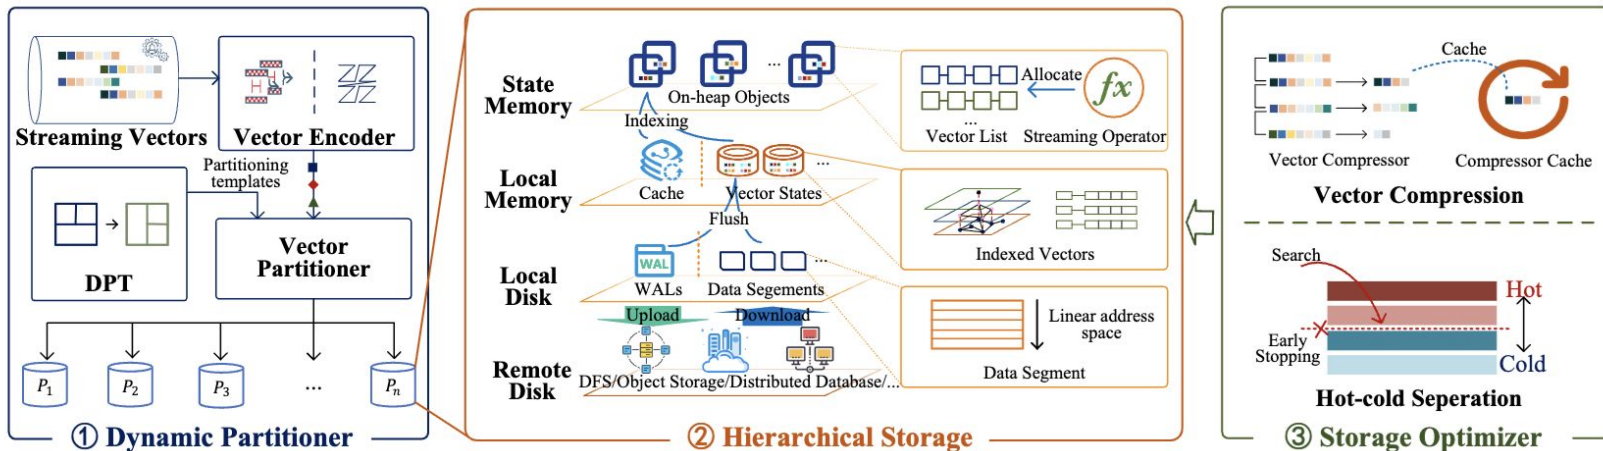 Streaming Vectors
Vector Encoder
Partitioning
templates
DPT
Vector
Partitioner
P1
P2
P3
...
Pn
① Dynamic Partitioner
State
Memory
On-heap Objects
...
Indexing
Allocate
Vector List
...
fx
Streaming Operator
Local
Memory
Cache
Vector States
...
Flush
Indexed Vectors
Local
Disk
WAL
WALs
Data Segements
...
Upload
Download
Linear address
space
Data Segment
Remote
Disk
DFS/Object Storage/Distributed Database/...
② Hierarchical Storage
Cache
Vector Compressor
Compressor Cache
Vector Compression
Search
Hot
Early
Stopping
Cold
Hot-cold Seperation
③ Storage Optimizer